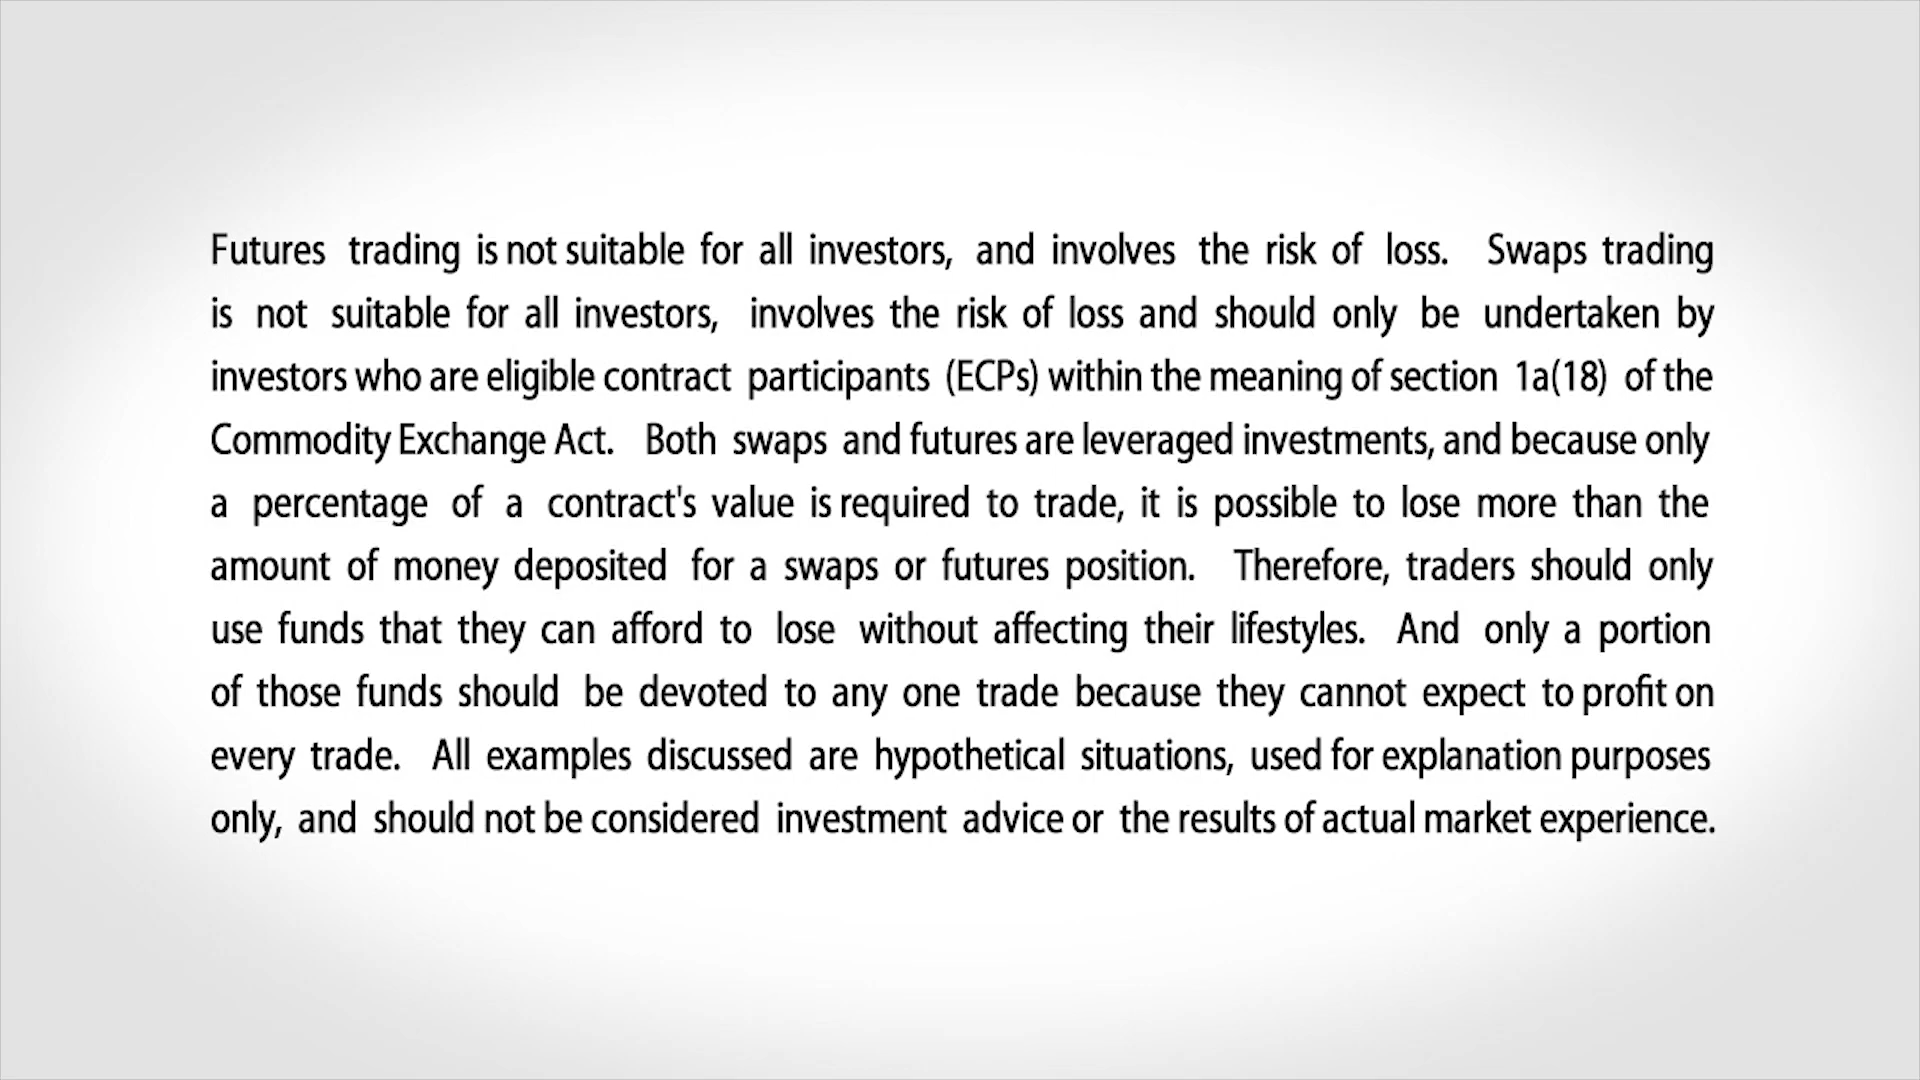 Futures trading is not suitable for all investors, and involves the risk of loss. Swaps trading
is not suitable for all investors, involves the risk of loss and should only be undertaken by
investors who are eligible contract participants (ECPs) within the meaning of section 1a(18) of the
Commodity Exchange Act. Both swaps and futures are leveraged investments, and because only
a percentage of a contract's value is required to trade, it is possible to lose more than the
amount of money deposited for a swaps or futures position. Therefore, traders should only
use funds that they can afford to lose without affecting their lifestyles. And only a portion
of those funds should be devoted to any one trade because they cannot expect to profit on
every trade. All examples discussed are hypothetical situations, used for explanation purposes
only, and should not be considered investment advice or the results of actual market experience.